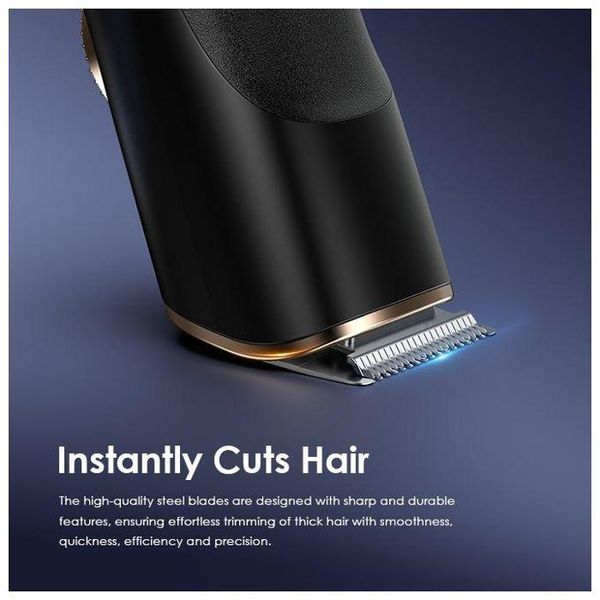 Instantly Cuts Hair
The high-quality steel blades are designed with sharp and durable
features, ensuring effortless trimming of thick hair with smoothness,
quickness, efficiency and precision.